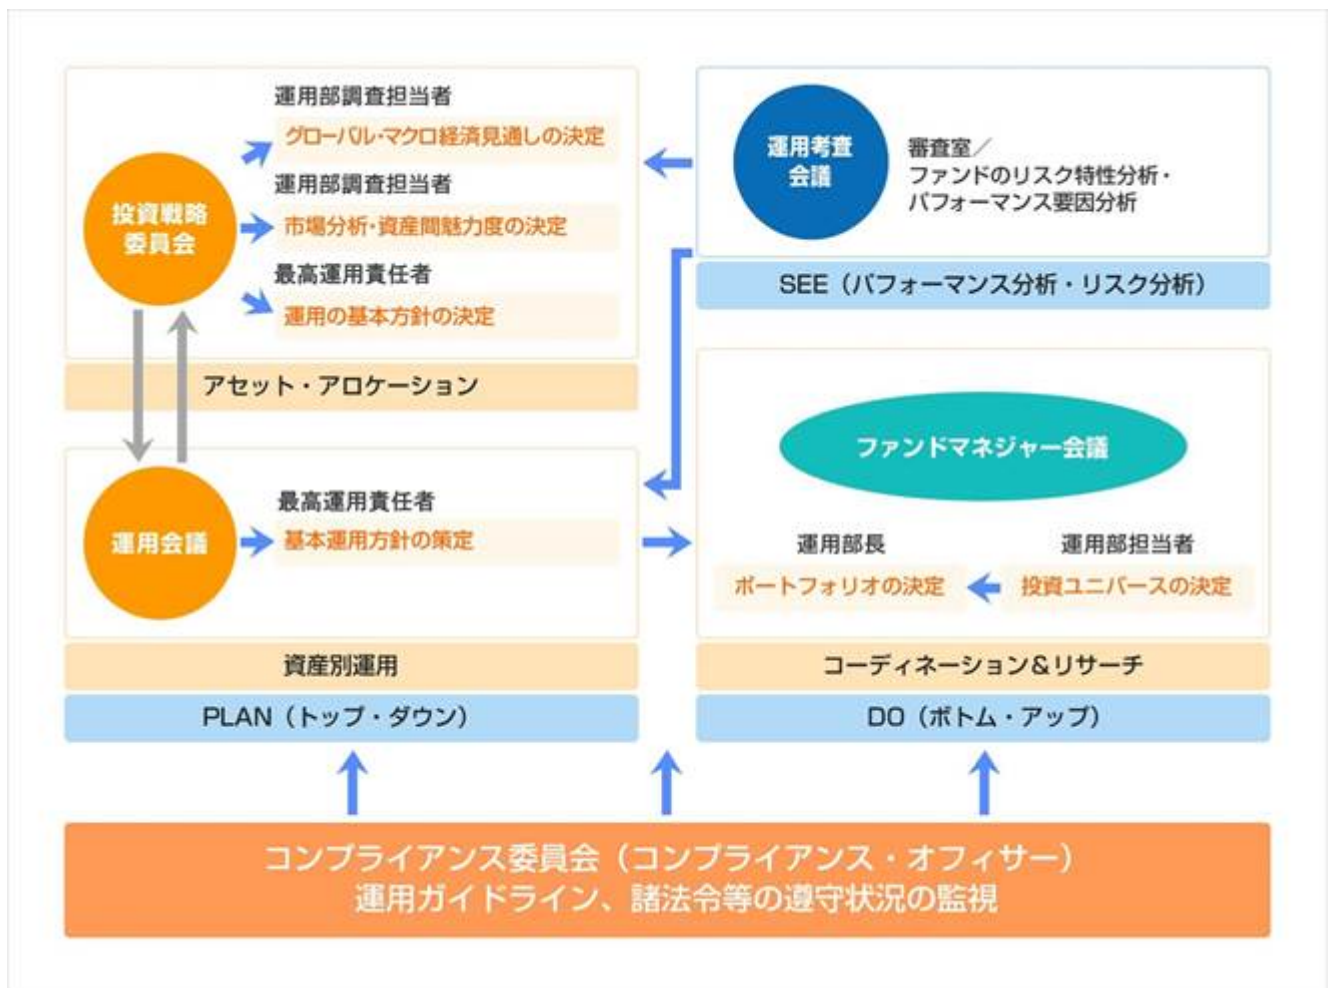 運用部調査担当者
グローバル・マクロ経済見通しの決定
投資戦略
委員会
運用部調査担当者
市場分析・資産間魅力度の決定
最高運用責任者
運用の基本方針の決定
アセット・アロケーション
運用考査
会議
審査室／
ファンドのリスク特性分析・
パフォーマンス要因分析
SEE（パフォーマンス分析・リスク分析）
運用会議
最高運用責任者
基本運用方針の策定
資産別運用
PLAN（トップ・ダウン）
ファンドマネジャー会議
運用部長
ポートフォリオの決定
運用部担当者
投資ユニバースの決定
コーディネーション＆リサーチ
DO（ボトム・アップ）
コンプライアンス委員会（コンプライアンス・オフィサー）
運用ガイドライン、諸法令等の遵守状況の監視